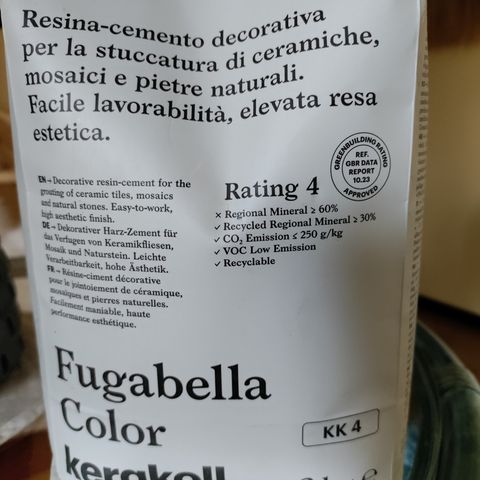 Resina-cemento decorativa
per la stuccatura di ceramiche,
mosaici e pietre naturali.
Facile lavorabilità, elevata resa
estetica.
EN → Decorative resin-cement for the
grouting of ceramic tiles, mosaics
and natural stones. Easy-to-work,
high aesthetic finish.
DE → Dekorativer Harz-Zement für
das Verfugen von Keramikfliesen,
Mosaik und Naturstein. Leichte
Verarbeitbarkeit, hohe Ästhetik.
FR → Résine-ciment décorative
pour le jointoiement de céramique,
mosaïques et pierres naturelles.
Facilement maniable, haute
performance esthétique.
GREENBUILDING RATING
REF.
GBR DATA
REPORT
10.23
APPROVED
Rating 4
× Regional Mineral ≥ 60%
✓ Recycled Regional Mineral ≥ 30%
✓ CO₂ Emission ≤ 250 g/kg
✓ VOC Low Emission
✓ Recyclable
Fugabella
Color
KK 4
kerakoll